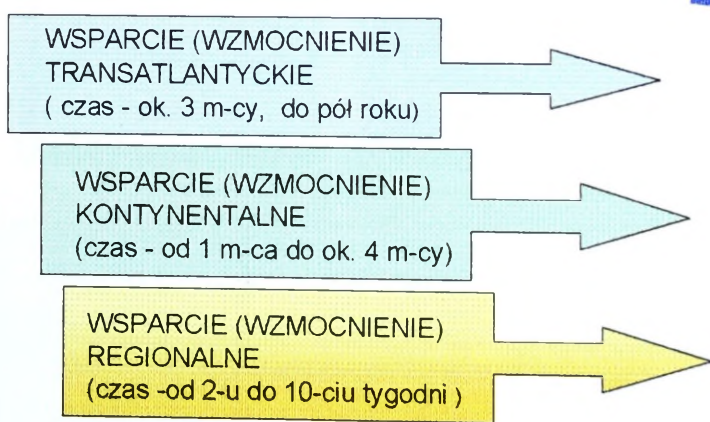 WSPARCIE (WZMOCNIENIE)
TRANSATLANTYCKIE
( czas - ok. 3 m-cy, do pół roku)
WSPARCIE (WZMOCNIENIE)
KONTYNENTALNE
(czas - od 1 m-ca do ok. 4 m-cy)
WSPARCIE (WZMOCNIENIE)
REGIONALNE
(czas -od 2-u do 10-ciu tygodni )